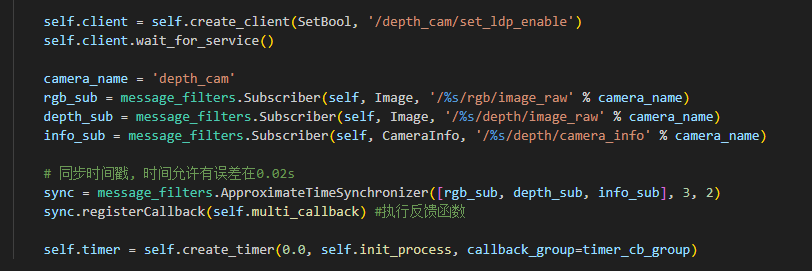 self.client = self.create_client(SetBool, '/depth_cam/set_ldp_enable')
self.client.wait_for_service()
camera_name = 'depth_cam'
rgb_sub = message_filters.Subscriber(self, Image, '/%s/rgb/image_raw' % camera_name)
depth_sub = message_filters.Subscriber(self, Image, '/%s/depth/image_raw' % camera_name)
info_sub = message_filters.Subscriber(self, CameraInfo, '/%s/depth/camera_info' % camera_name)
# 同步时间戳, 时间允许有误差在0.02s
sync = message_filters.ApproximateTimeSynchronizer([rgb_sub, depth_sub, info_sub], 3, 2)
sync.registerCallback(self.multi_callback) #执行反馈函数
self.timer = self.create_timer(0.0, self.init_process, callback_group=timer_cb_group)